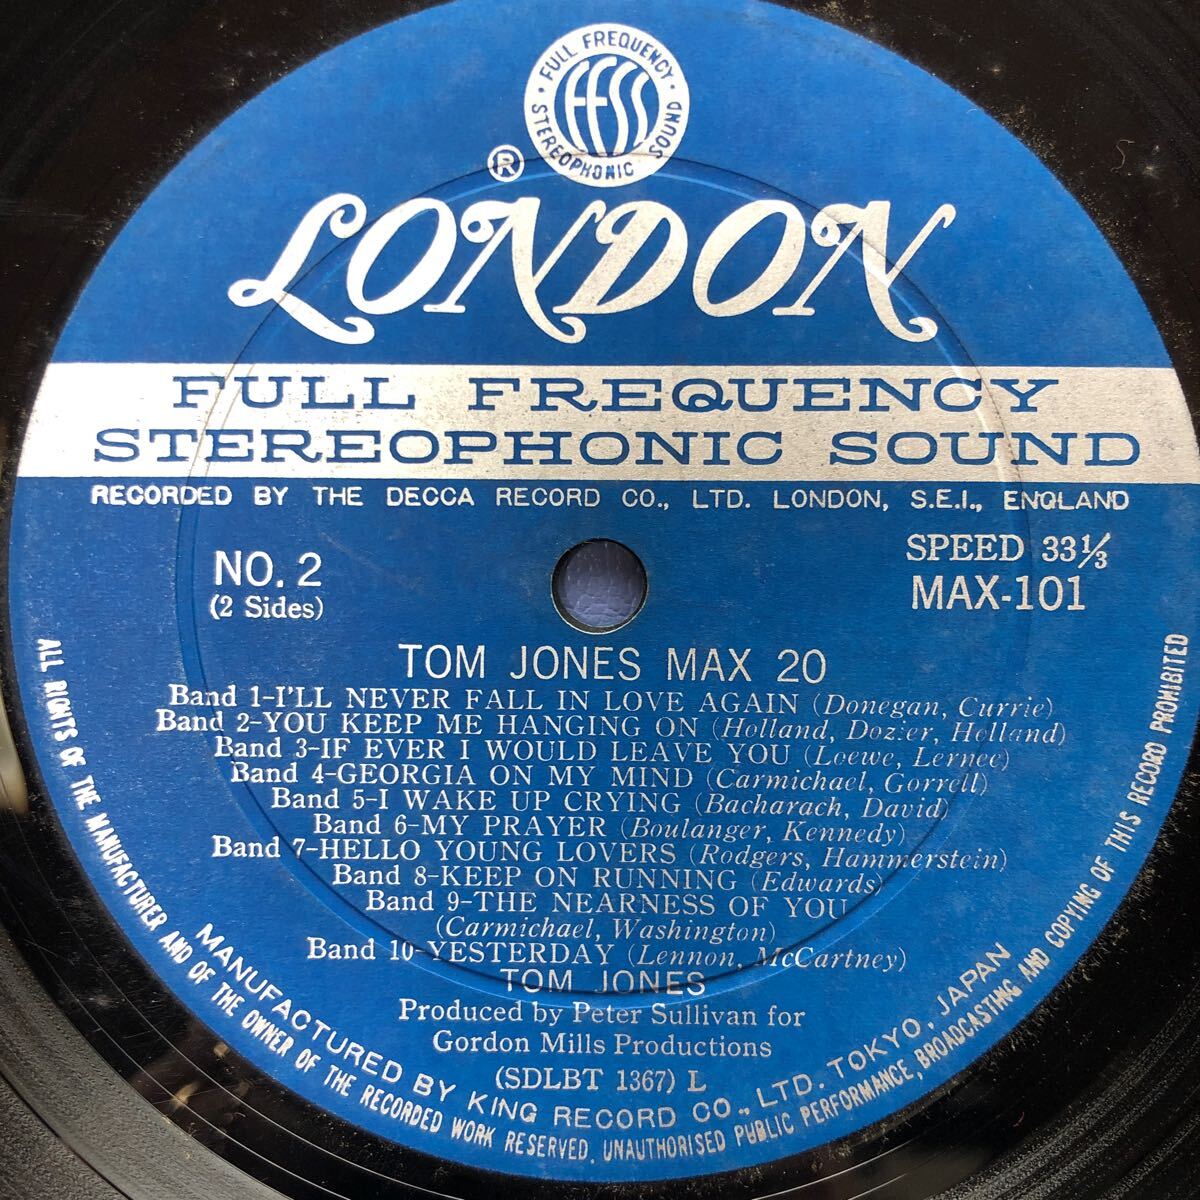 · FULL FREQUENCY · STEREOPHONIC SOUND
FFSS
®
LONDON
FULL FREQUENCY
STEREOPHONIC SOUND
RECORDED BY THE DECCA RECORD CO., LTD. LONDON, S.E.I., ENGLAND
NO. 2
(2 Sides)
SPEED 33⅓
MAX-101
TOM JONES MAX 20
Band 1-I'LL NEVER FALL IN LOVE AGAIN (Donegan, Currie)
Band 2-YOU KEEP ME HANGING ON (Holland, Dozier, Holland)
Band 3-IF EVER I WOULD LEAVE YOU (Loewe, Lernec)
Band 4-GEORGIA ON MY MIND (Carmichael, Gorrell)
Band 5-I WAKE UP CRYING (Bacharach, David)
Band 6-MY PRAYER (Boulanger, Kennedy)
Band 7-HELLO YOUNG LOVERS (Rodgers, Hammerstein)
Band 8-KEEP ON RUNNING (Edwards)
Band 9-THE NEARNESS OF YOU
(Carmichael, Washington)
Band 10-YESTERDAY (Lennon, McCartney)
TOM JONES
Produced by Peter Sullivan for
Gordon Mills Productions
(SDLBT 1367) L
MANUFACTURED BY KING RECORD CO., LTD. TOKYO, JAPAN
ALL RIGHTS OF THE MANUFACTURER AND OF THE OWNER OF THE RECORDED WORK RESERVED. UNAUTHORISED PUBLIC PERFORMANCE, BROADCASTING AND COPYING OF THIS RECORD PROHIBITED